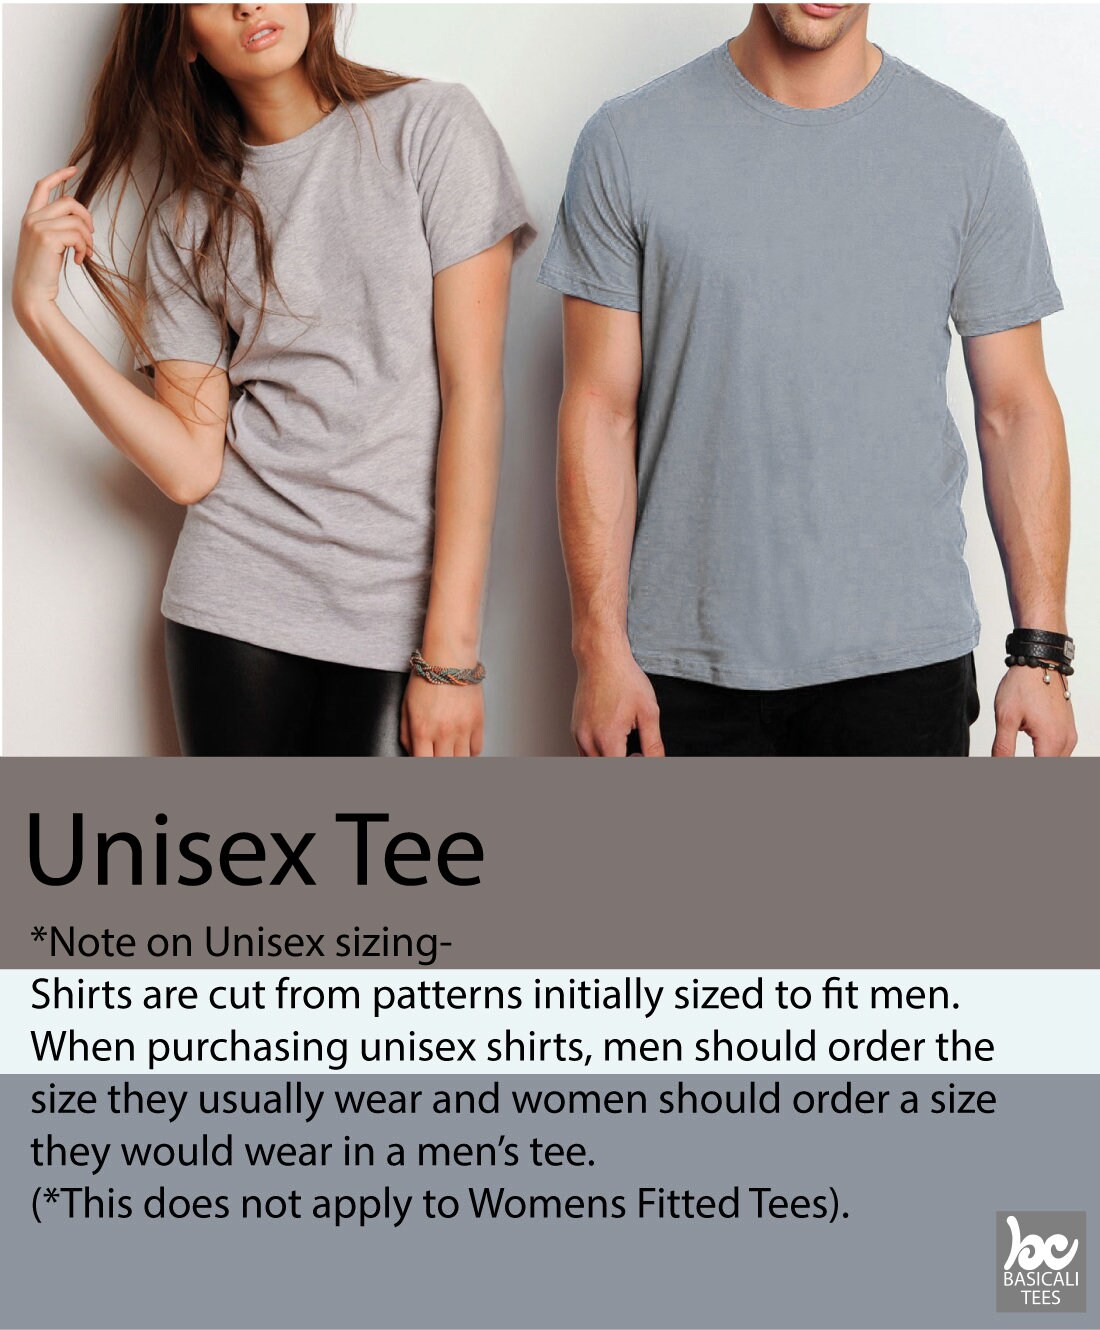 Unisex Tee
*Note on Unisex sizing-
Shirts are cut from patterns initially sized to fit men.
When purchasing unisex shirts, men should order the
size they usually wear and women should order a size
they would wear in a men’s tee.
(*This does not apply to Womens Fitted Tees).
bc
BASICALI
TEES